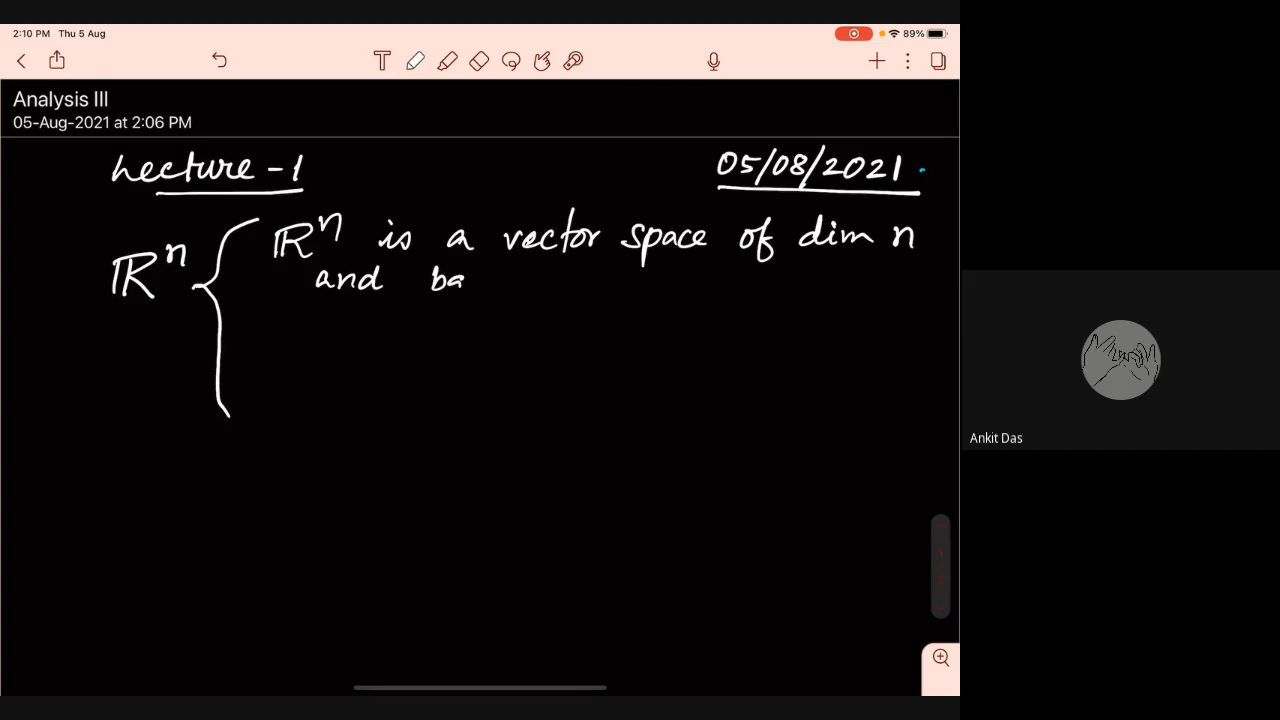 2:10 PM Thu 5 Aug
89%
Analysis III
05-Aug-2021 at 2:06 PM
Lecture -1
05/08/2021
ℝⁿ { ℝⁿ is a vector space of dim n
and ba
Ankit Das